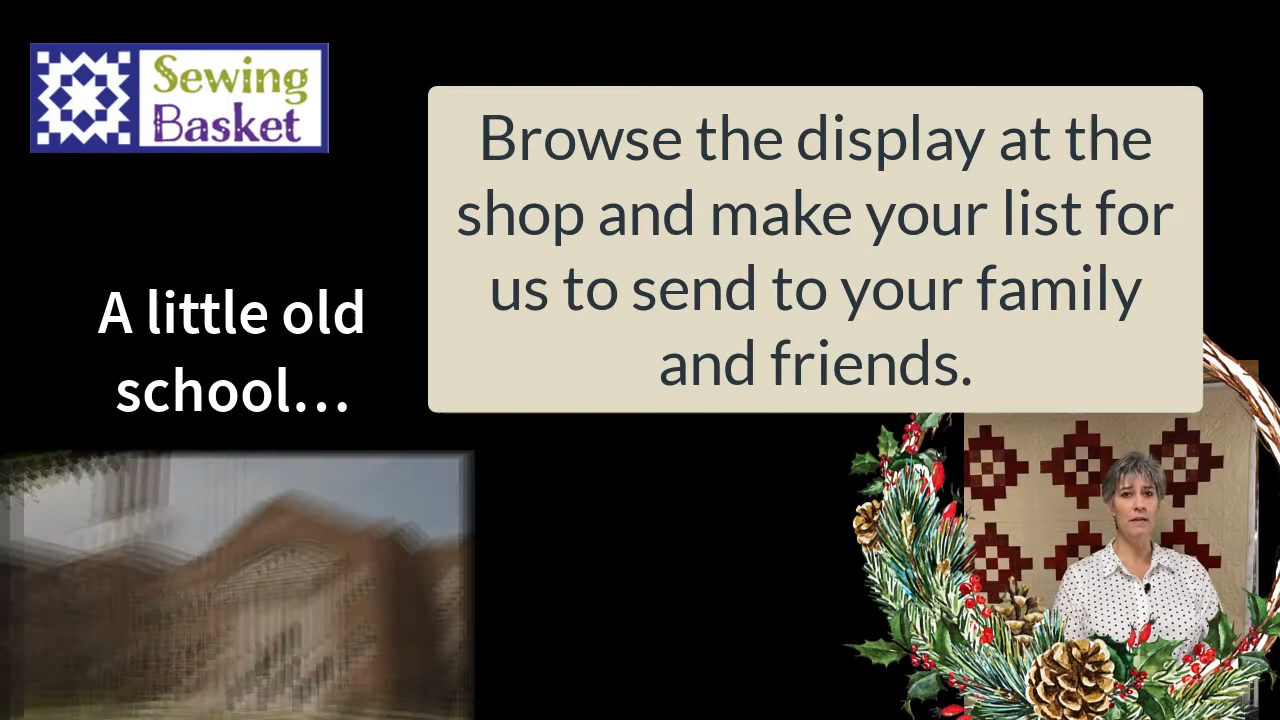 Sewing
Basket
Browse the display at the
shop and make your list for
us to send to your family
and friends.
A little old
school...